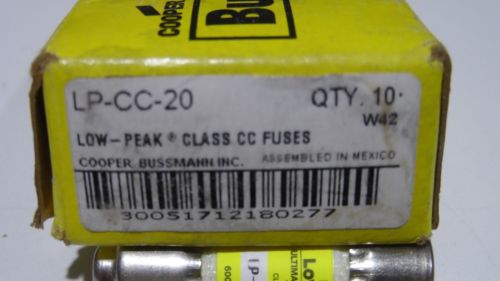 COOPER
LP-CC-20 QTY. 10
W42
LOW-PEAK® CLASS CC FUSES
COOPER BUSSMANN INC. ASSEMBLED IN MEXICO
30051712180277